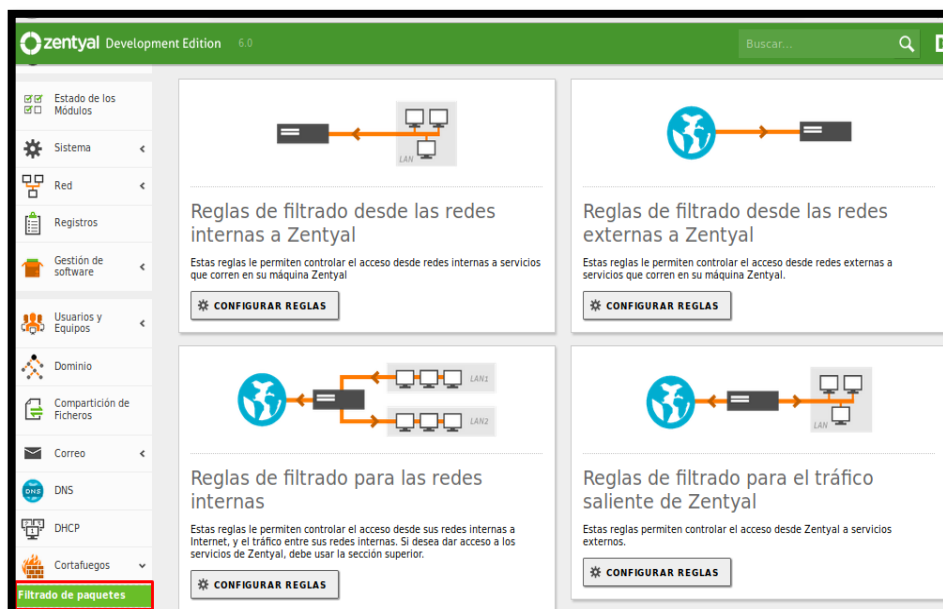 zentyal Development Edition 6.0
Buscar...
Estado de los
Módulos
Sistema
Red
Registros
Gestión de
software
Usuarios y
Equipos
Dominio
Compartición de
Ficheros
Correo
DNS
DNS
DHCP
Cortafuegos
Filtrado de paquetes
LAN
Reglas de filtrado desde las redes
internas a Zentyal
Estas reglas le permiten controlar el acceso desde redes internas a servicios
que corren en su máquina Zentyal
CONFIGURAR REGLAS
Reglas de filtrado desde las redes
externas a Zentyal
Estas reglas le permiten controlar el acceso desde redes externas a
servicios que corren en su máquina Zentyal.
CONFIGURAR REGLAS
LAN1
LAN2
Reglas de filtrado para las redes
internas
Estas reglas le permiten controlar el acceso desde sus redes internas a
Internet, y el tráfico entre sus redes internas. Si desea dar acceso a los
servicios de Zentyal, debe usar la sección superior.
CONFIGURAR REGLAS
LAN
Reglas de filtrado para el tráfico
saliente de Zentyal
Estas reglas permiten controlar el acceso desde Zentyal a servicios
externos.
CONFIGURAR REGLAS